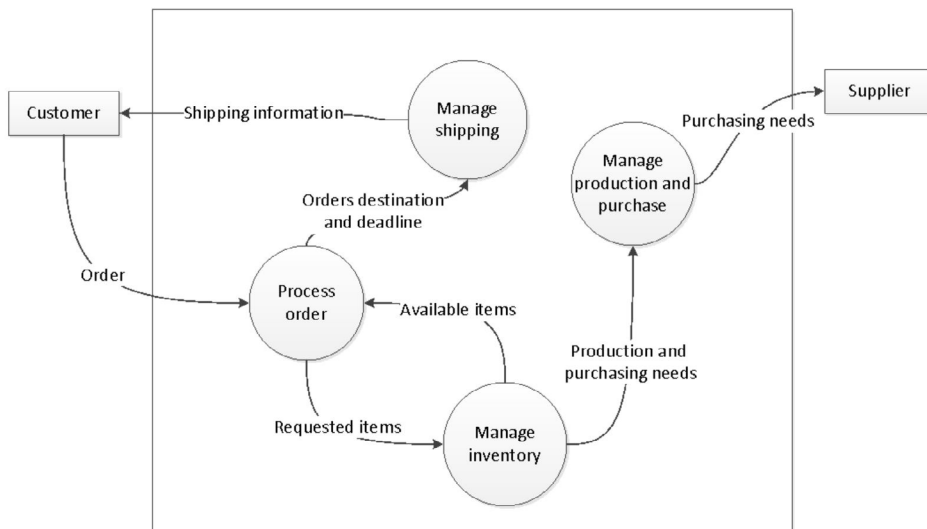 Customer
Shipping information
Manage
shipping
Supplier
Purchasing needs
Manage
production and
purchase
Orders destination
and deadline
Order
Process
order
Available items
Production and
purchasing needs
Requested items
Manage
inventory